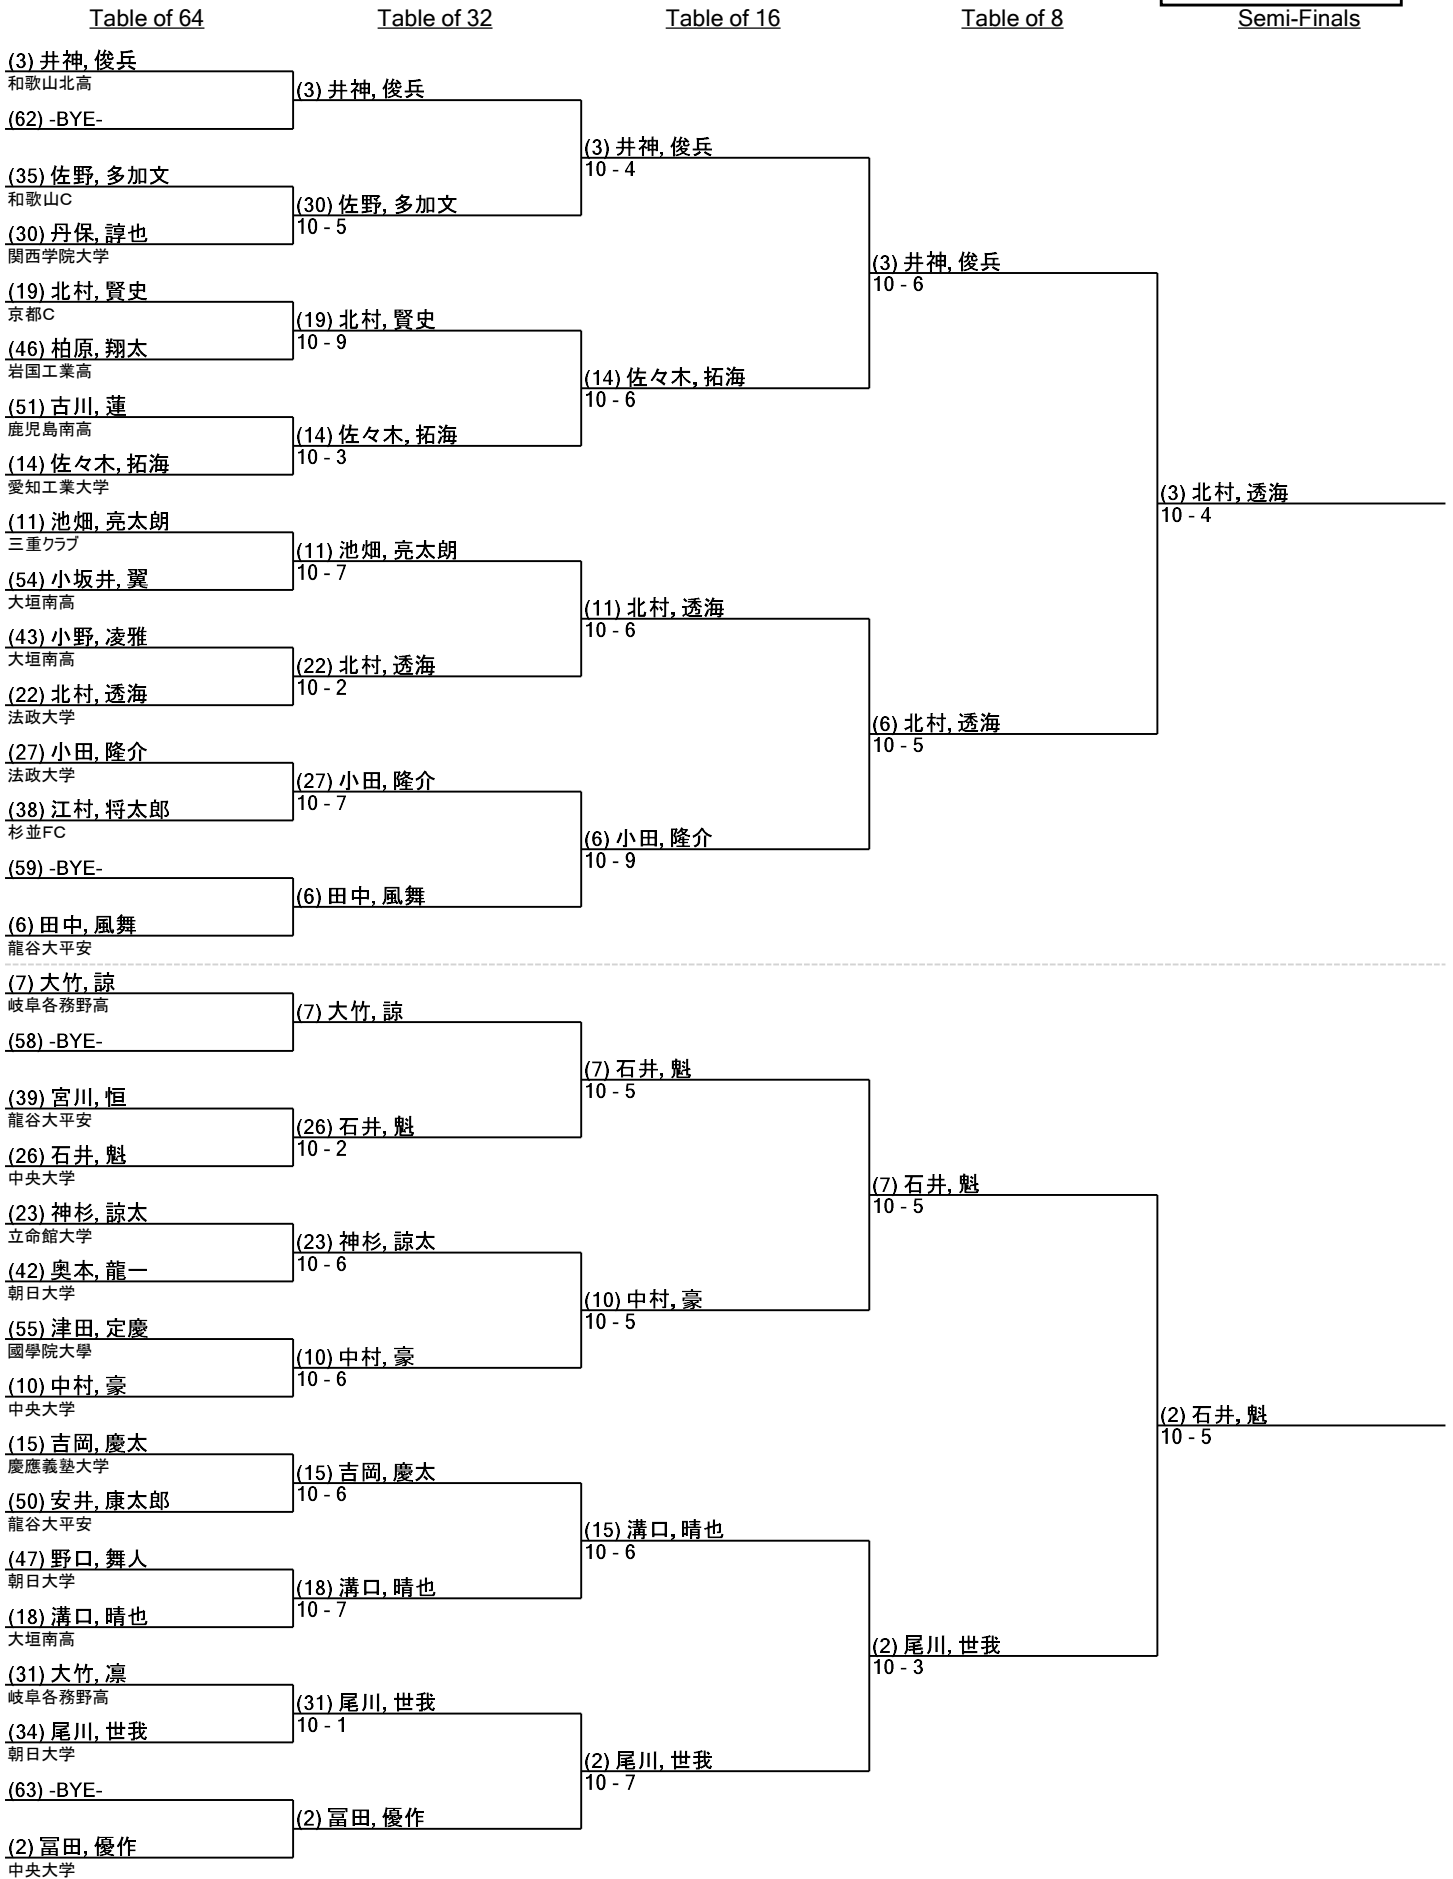 Table of 64
Table of 32
Table of 16
Table of 8
Semi-Finals
(3) 井神, 俊兵
和歌山北高
(62) -BYE-
(35) 佐野, 多加文
和歌山C
(30) 丹保, 諄也
関西学院大学
(19) 北村, 賢史
京都C
(46) 柏原, 翔太
岩国工業高
(51) 古川, 蓮
鹿児島南高
(14) 佐々木, 拓海
愛知工業大学
(11) 池畑, 亮太朗
三重クラブ
(54) 小坂井, 翼
大垣南高
(43) 小野, 凌雅
大垣南高
(22) 北村, 透海
法政大学
(27) 小田, 隆介
法政大学
(38) 江村, 将太郎
杉並FC
(59) -BYE-
(6) 田中, 風舞
龍谷大平安
(7) 大竹, 諒
岐阜各務野高
(58) -BYE-
(39) 宮川, 恒
龍谷大平安
(26) 石井, 魁
中央大学
(23) 神杉, 諒太
立命館大学
(42) 奥本, 龍一
朝日大学
(55) 津田, 定慶
國學院大學
(10) 中村, 豪
中央大学
(15) 吉岡, 慶太
慶應義塾大学
(50) 安井, 康太郎
龍谷大平安
(47) 野口, 舞人
朝日大学
(18) 溝口, 晴也
大垣南高
(31) 大竹, 凛
岐阜各務野高
(34) 尾川, 世我
朝日大学
(63) -BYE-
(2) 冨田, 優作
中央大学
(3) 井神, 俊兵
(30) 佐野, 多加文
10 - 5
(19) 北村, 賢史
10 - 9
(14) 佐々木, 拓海
10 - 3
(11) 池畑, 亮太朗
10 - 7
(22) 北村, 透海
10 - 2
(27) 小田, 隆介
10 - 7
(6) 田中, 風舞
(7) 大竹, 諒
(26) 石井, 魁
10 - 2
(23) 神杉, 諒太
10 - 6
(10) 中村, 豪
10 - 6
(15) 吉岡, 慶太
10 - 6
(18) 溝口, 晴也
10 - 7
(31) 尾川, 世我
10 - 1
(2) 冨田, 優作
(3) 井神, 俊兵
10 - 4
(14) 佐々木, 拓海
10 - 6
(11) 北村, 透海
10 - 6
(6) 小田, 隆介
10 - 9
(7) 石井, 魁
10 - 5
(10) 中村, 豪
10 - 5
(15) 溝口, 晴也
10 - 6
(2) 尾川, 世我
10 - 7
(3) 井神, 俊兵
10 - 6
(6) 北村, 透海
10 - 5
(7) 石井, 魁
10 - 5
(2) 尾川, 世我
10 - 3
(3) 北村, 透海
10 - 4
(2) 石井, 魁
10 - 5